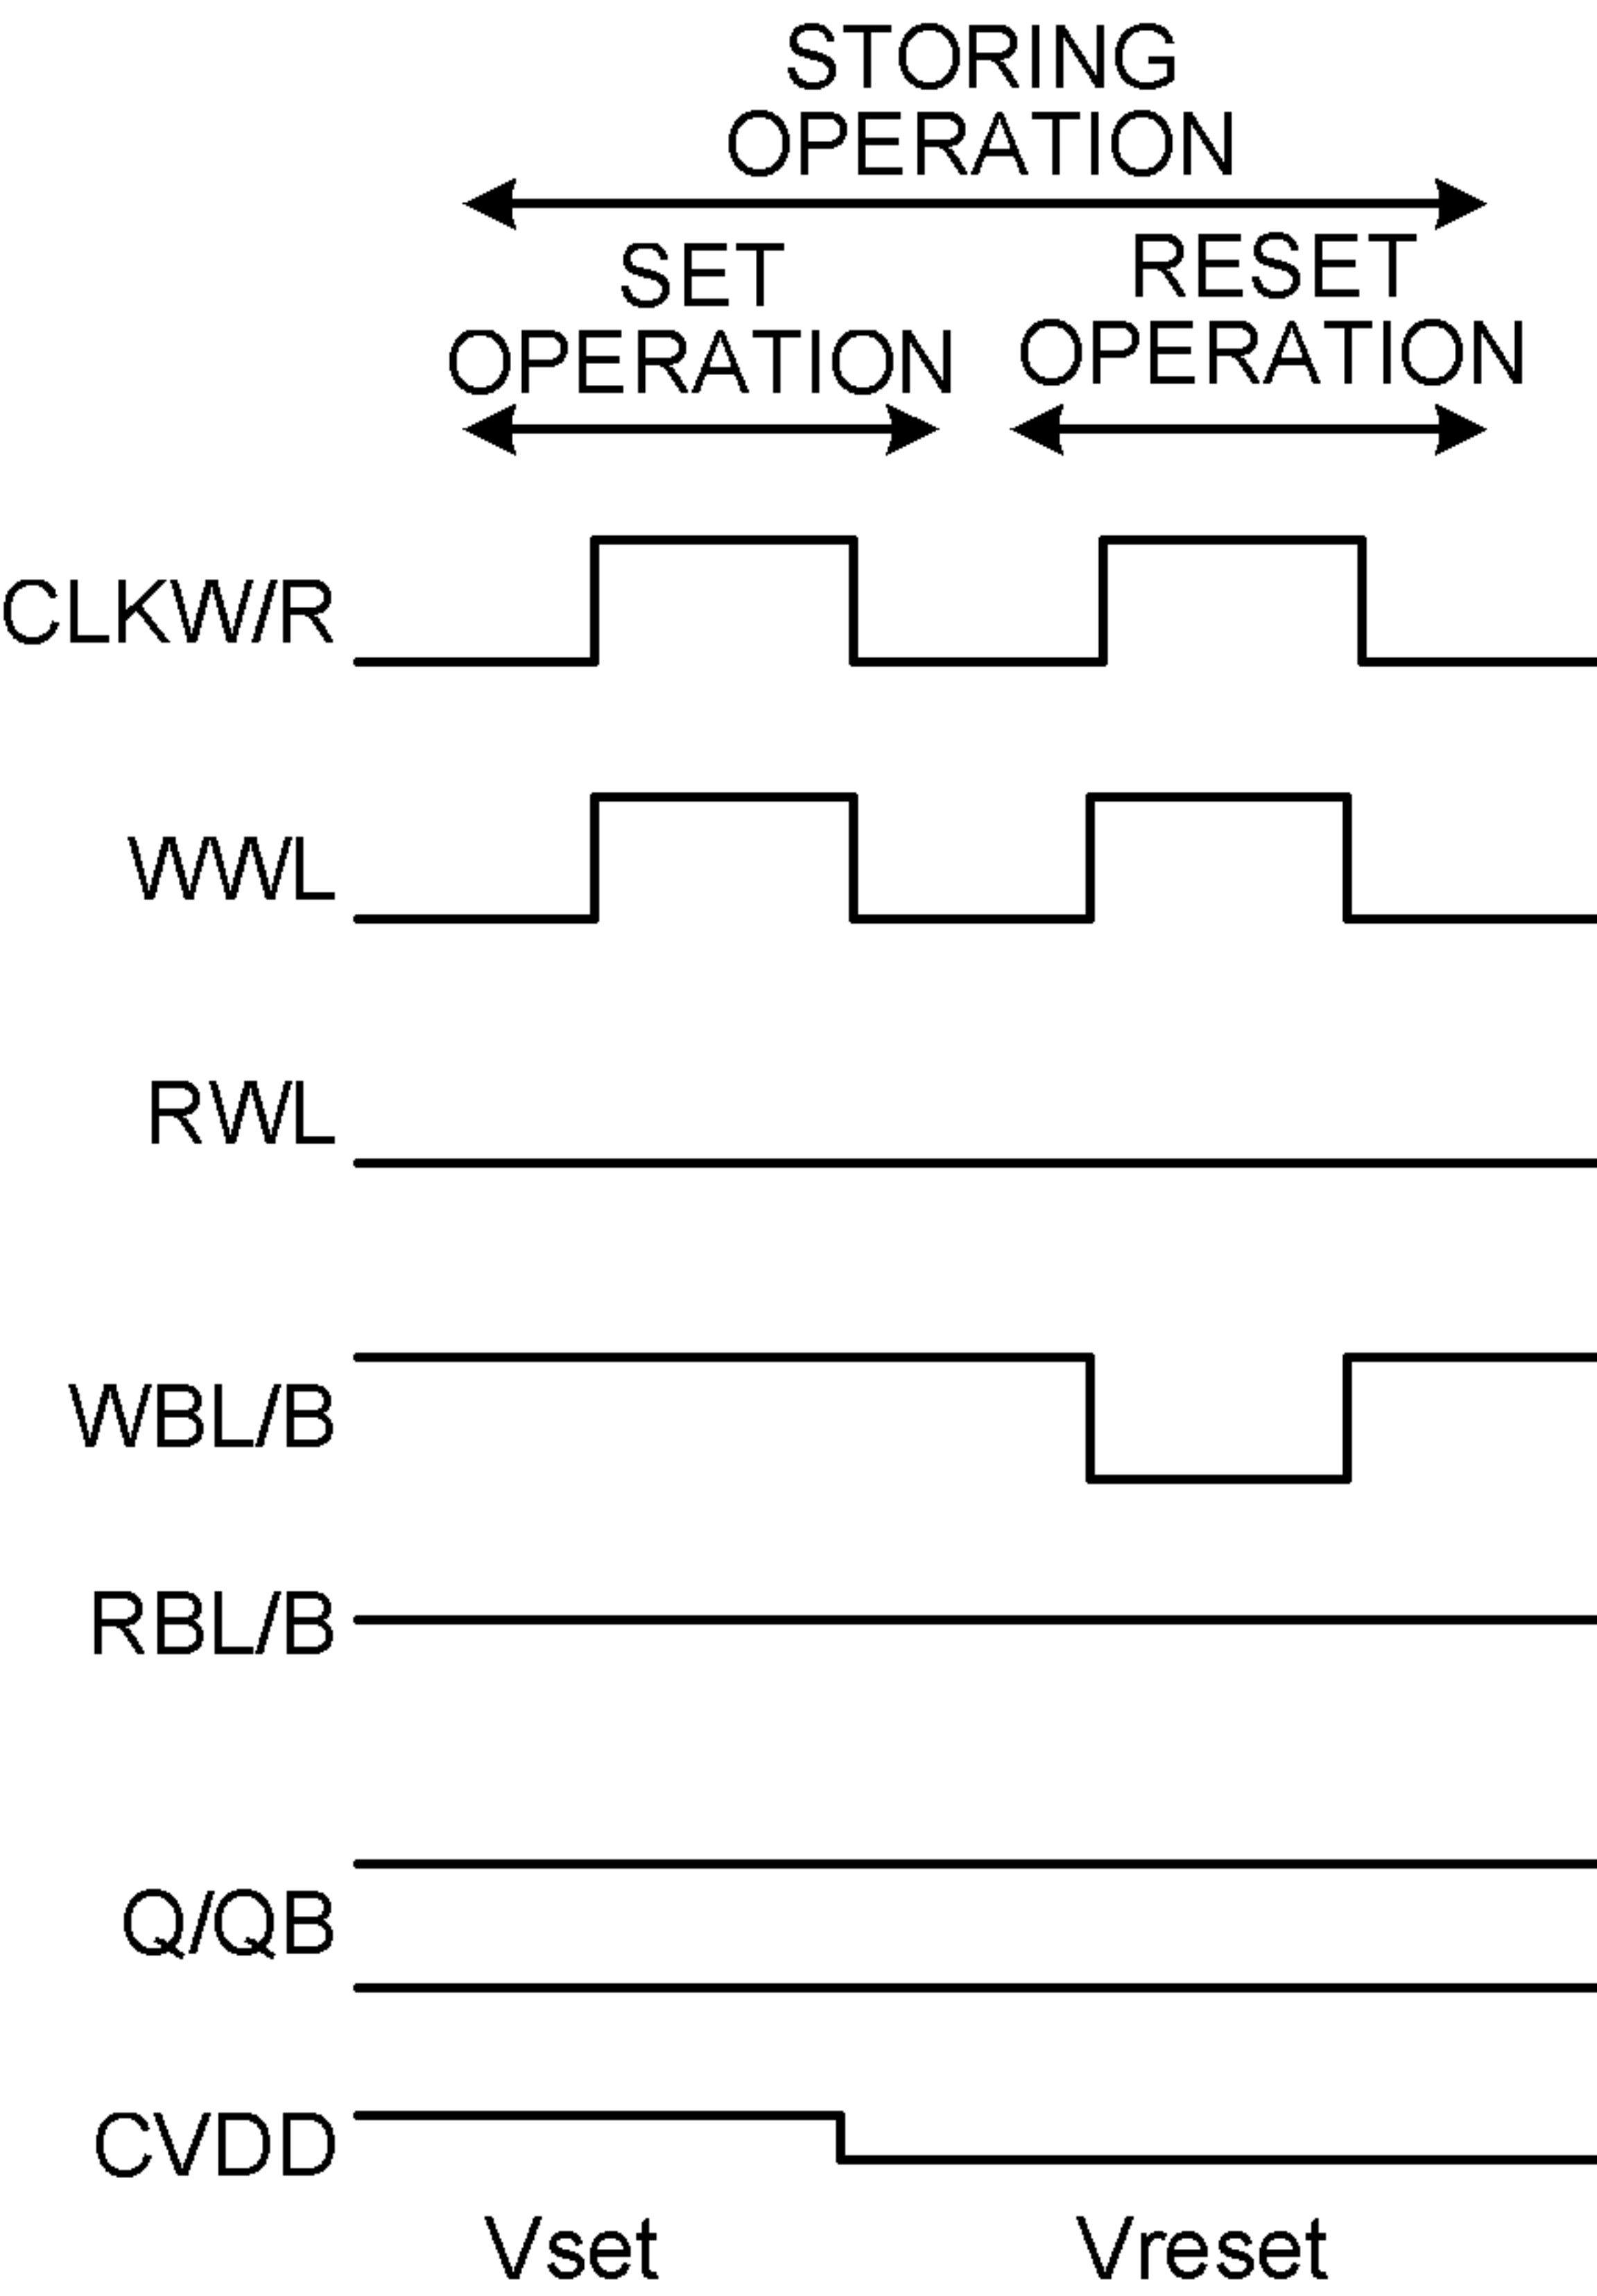 STORING
OPERATION
SET
OPERATION
RESET
OPERATION
CLKW/R
WWL
RWL
WBL/B
RBL/B
Q/QB
CVDD
Vset
Vreset